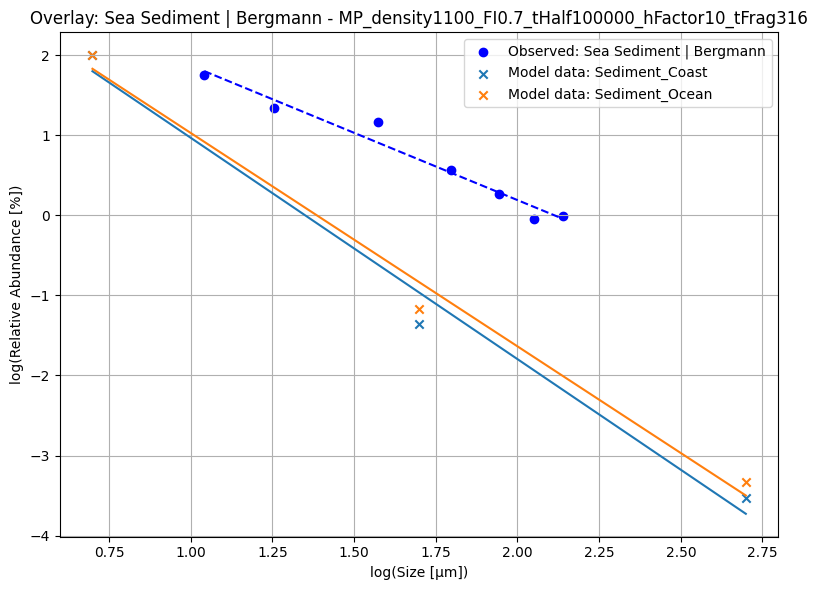 Overlay: Sea Sediment | Bergmann - MP_density1100_FI0.7_tHalf100000_hFactor10_tFrag316
Observed: Sea Sediment | Bergmann
Model data: Sediment_Coast
Model data: Sediment_Ocean
log(Relative Abundance [%])
2
1
0
−1
−2
−3
−4
0.75 1.00 1.25 1.50 1.75 2.00 2.25 2.50 2.75
log(Size [µm])